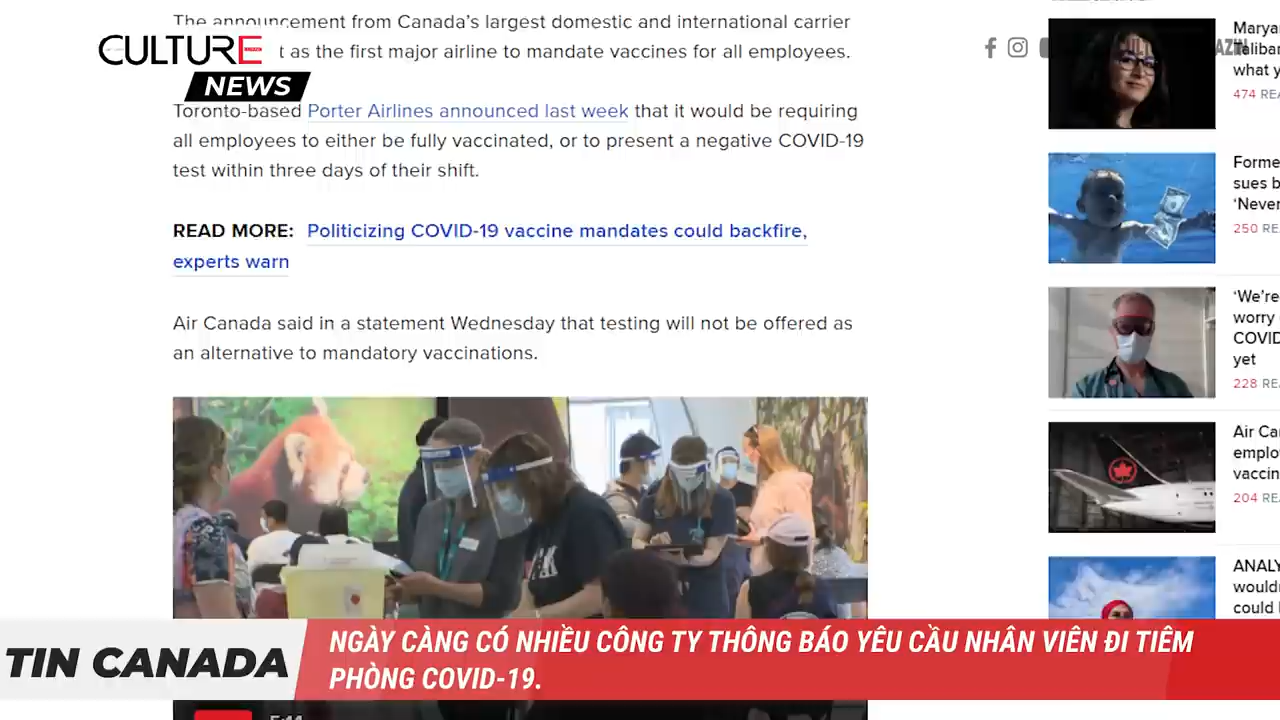 The announcement from Canada's largest domestic and international carrier
t as the first major airline to mandate vaccines for all employees.
CULTURE
NEWS
Toronto-based Porter Airlines announced last week that it would be requiring
all employees to either be fully vaccinated, or to present a negative COVID-19
test within three days of their shift.
READ MORE: Politicizing COVID-19 vaccine mandates could backfire,
experts warn
Air Canada said in a statement Wednesday that testing will not be offered as
an alternative to mandatory vaccinations.
Marya
Taliban
what y
474 REA
Forme
sues b
'Never
250 RE
'We're
worry
COVID
yet
228 REA
Air Ca
emplo
vaccin
204 REA
ANALY
would
could
TIN CANADA
NGÀY CÀNG CÓ NHIỀU CÔNG TY THÔNG BÁO YÊU CẦU NHÂN VIÊN ĐI TIÊM
PHÒNG COVID-19.